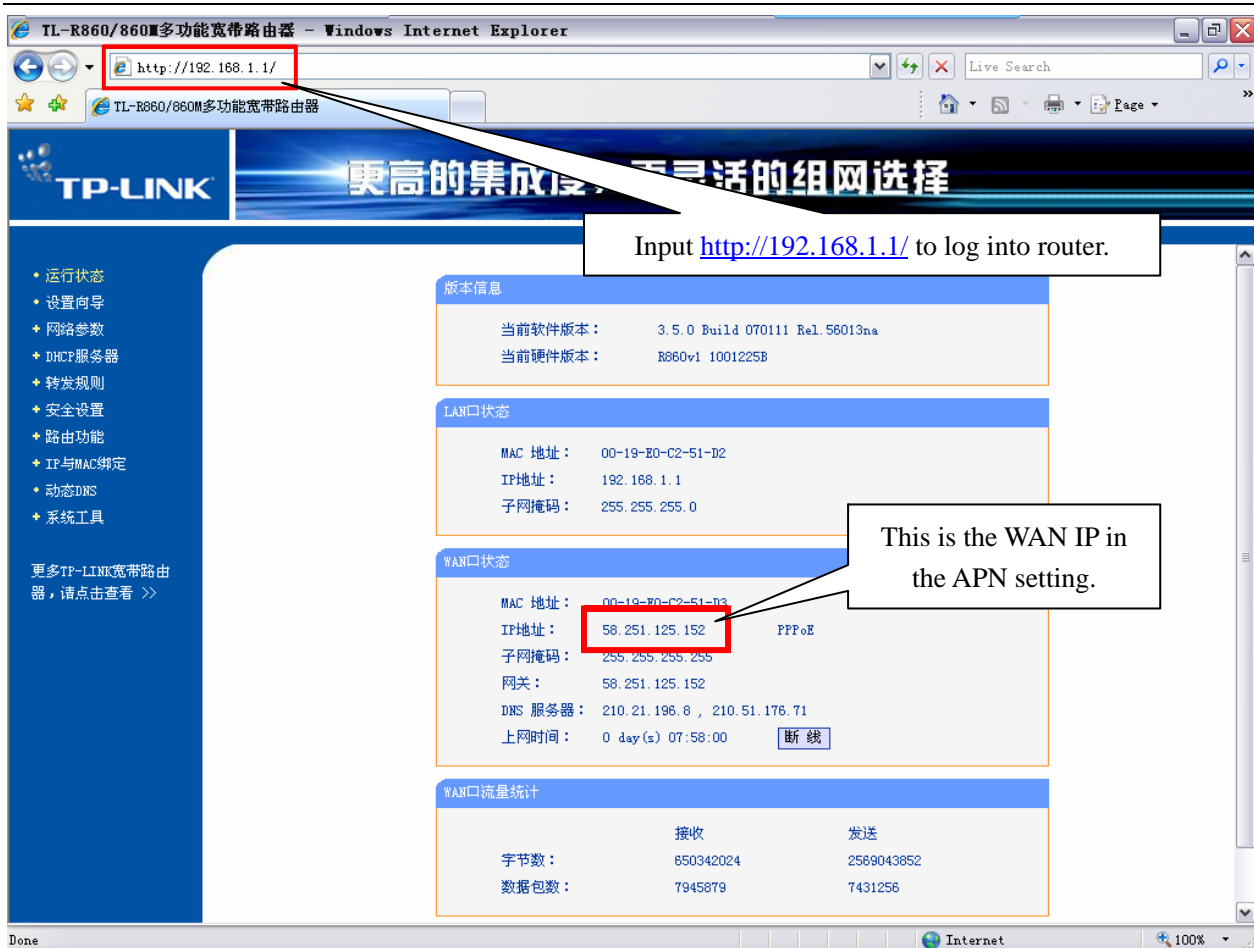 TL-R860/860M多功能宽带路由器 - Windows Internet Explorer
http://192.168.1.1/
Live Search
TL-R860/860M多功能宽带路由器
Page
»
TP-LINK
更高的集成度,更灵活的组网选择
Input http://192.168.1.1/ to log into router.
• 运行状态
• 设置向导
+ 网络参数
+ DHCP服务器
+ 转发规则
+ 安全设置
+ 路由功能
+ IP与MAC绑定
• 动态DNS
+ 系统工具
更多TP-LINK宽带路由
器,请点击查看 >>
版本信息
当前软件版本: 3.5.0 Build 070111 Rel.56013na
当前硬件版本: R860v1 1001225B
LAN口状态
MAC 地址: 00-19-E0-C2-51-D2
IP地址: 192.168.1.1
子网掩码: 255.255.255.0
This is the WAN IP in
the APN setting.
WAN口状态
MAC 地址: 00-19-E0-C2-51-D3
IP地址: 58.251.125.152 PPPoE
子网掩码: 255.255.255.255
网关: 58.251.125.152
DNS 服务器: 210.21.196.8 , 210.51.176.71
上网时间: 0 day(s) 07:58:00 断 线
WAN口流量统计
接收 发送
字节数: 650342024 2569043852
数据包数: 7945879 7431256
Done
Internet
100%